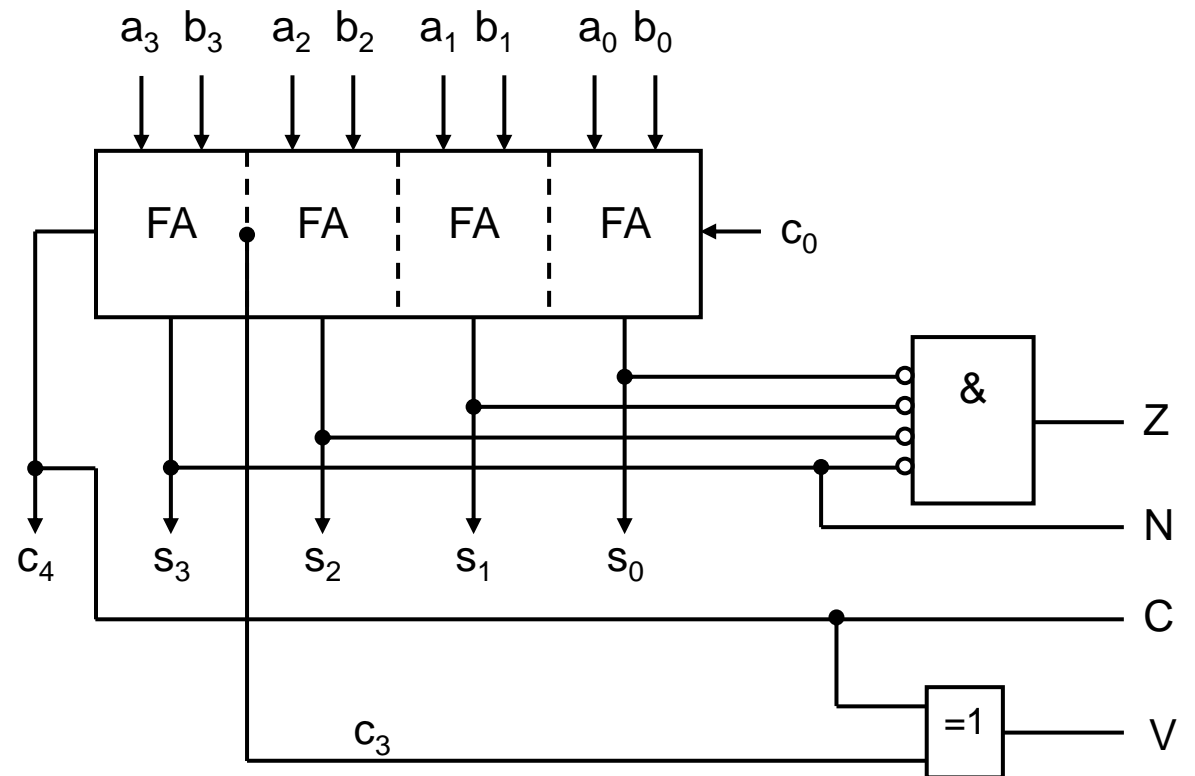 a₃ b₃ a₂ b₂ a₁ b₁ a₀ b₀
FA FA FA FA c₀
&
Z
N
c₄ s₃ s₂ s₁ s₀
C
=1
c₃ V